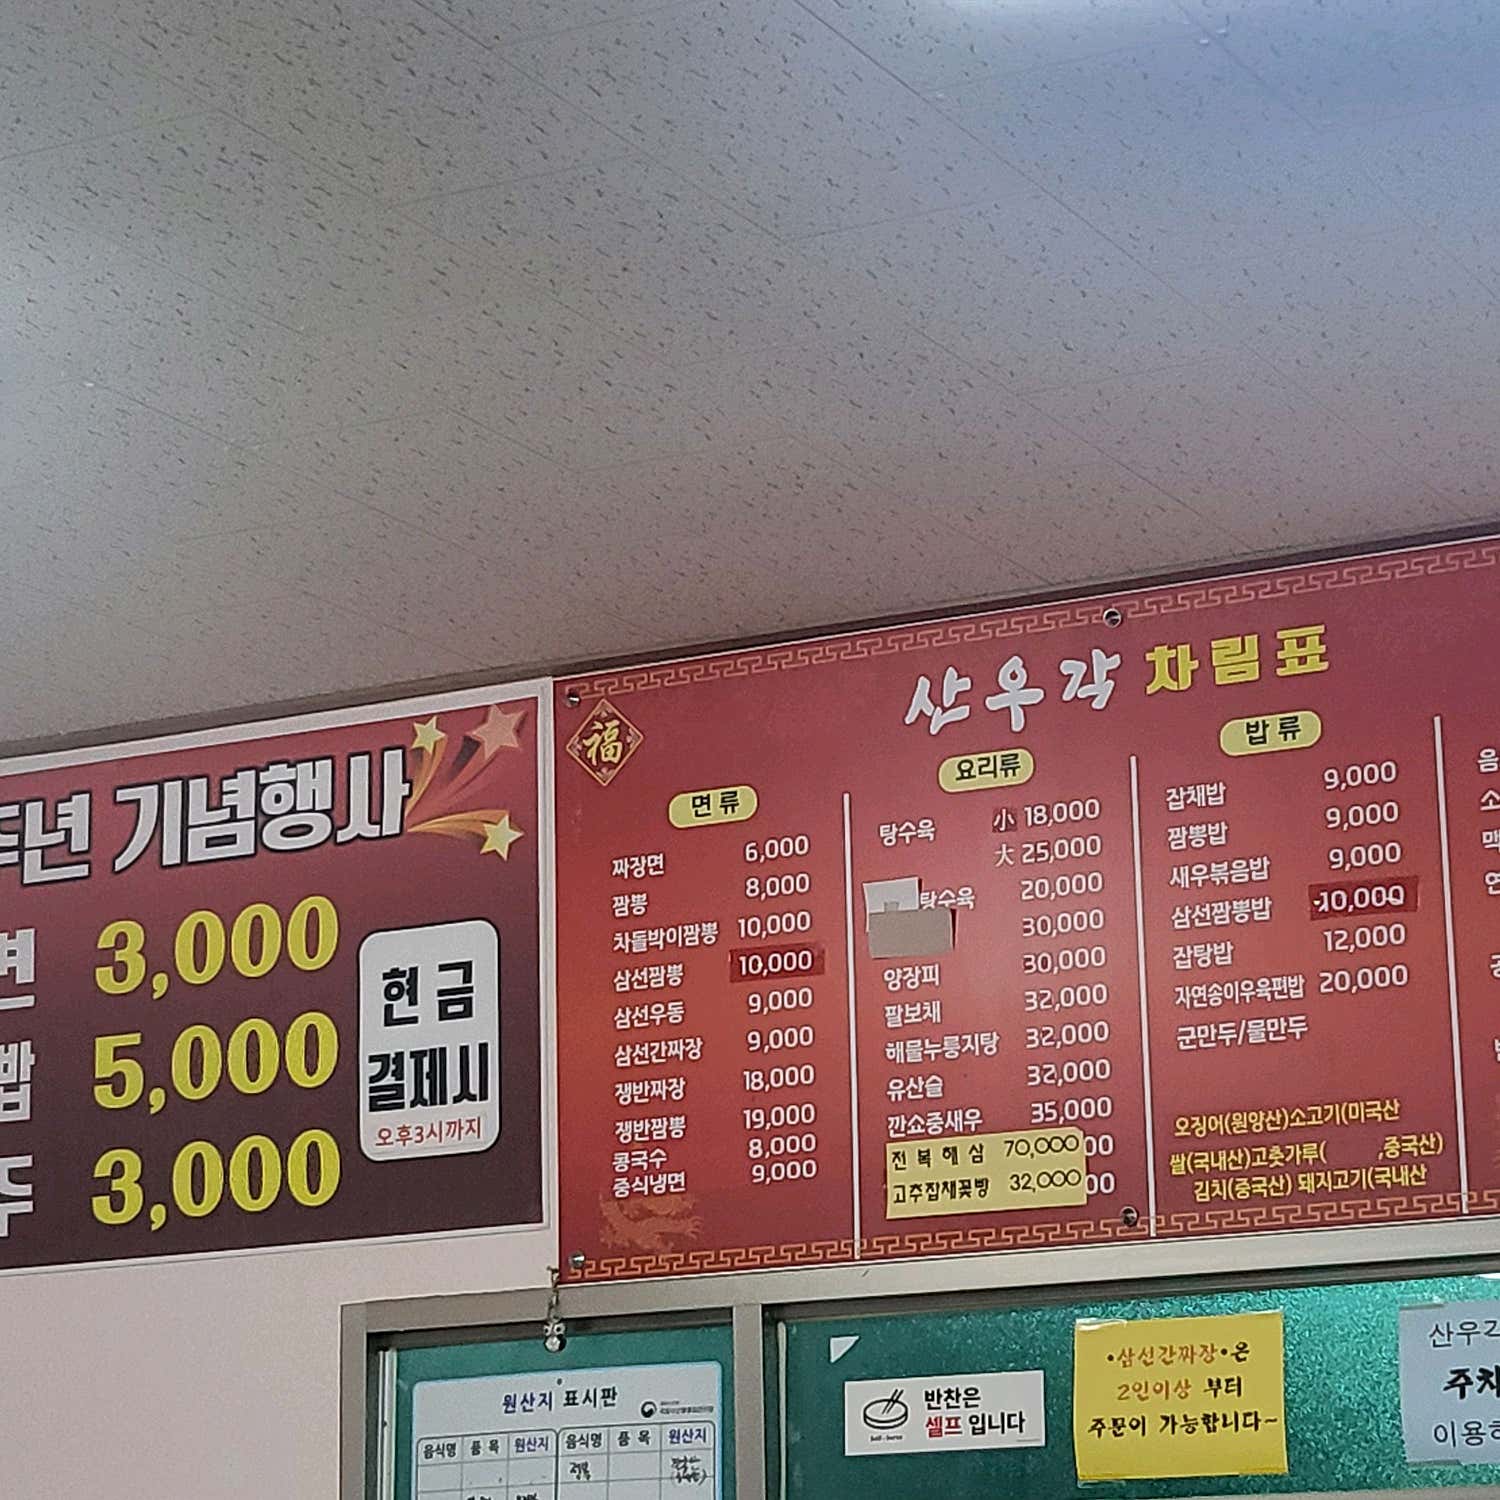 년 기념행사
3,000
5,000
3,000
현금
결제시
오후3시까지
福
산우각 차림표
면류
짜장면 6,000
짬뽕 8,000
차돌박이짬뽕 10,000
삼선짬뽕 10,000
삼선우동 9,000
삼선간짜장 9,000
쟁반짜장 18,000
쟁반짬뽕 19,000
콩국수 8,000
중식냉면 9,000
요리류
탕수육 小 18,000
大 25,000
탕수육 20,000
30,000
양장피 30,000
팔보채 32,000
해물누룽지탕 32,000
유산슬 32,000
깐쇼중새우 35,000
전복해삼 70,000
고추잡채꽃빵 32,000
밥류
잡채밥 9,000
짬뽕밥 9,000
새우볶음밥 9,000
삼선짬뽕밥 10,000
잡탕밥 12,000
자연송이우육편밥 20,000
군만두/물만두
오징어(원양산)소고기(미국산
쌀(국내산)고춧가루( ,중국산)
김치(중국산) 돼지고기(국내산
원산지 표시판
음식명 품목 원산지 음식명 품목 원산지
반찬은
셀프 입니다
•삼선간짜장•은
2인이상 부터
주문이 가능합니다~
산우
주차
이용